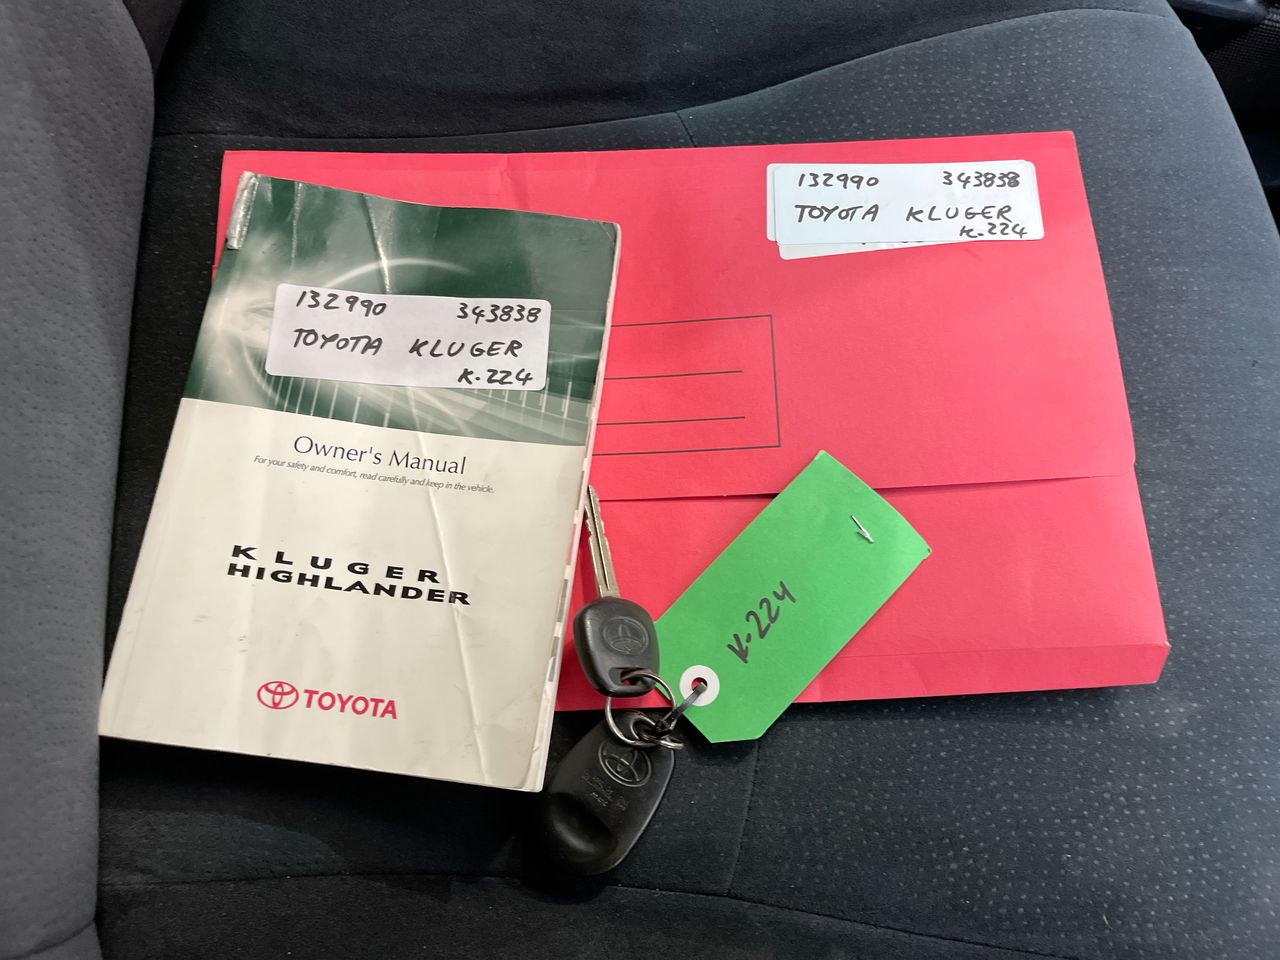 132990 343838
TOYOTA KLUGER
K.224
Owner's Manual
For your safety and comfort, read carefully and keep in the vehicle.
KLUGER
HIGHLANDER
TOYOTA
132990 343838
TOYOTA KLUGER
K.224
K.224